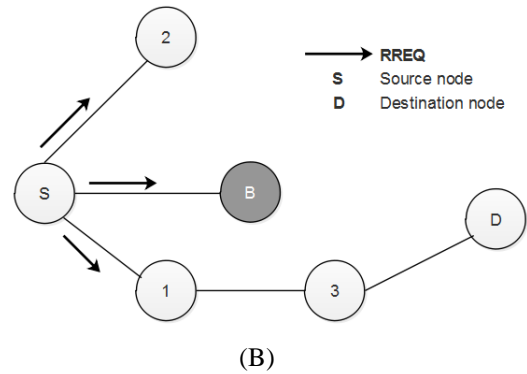 2
RREQ
S Source node
D Destination node
S
B
D
1
3
(B)